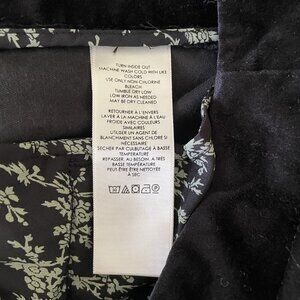 TURN INSIDE OUT
MACHINE WASH COLD WITH LIKE
COLORS
USE ONLY NON-CHLORINE
BLEACH
TUMBLE DRY LOW
LOW IRON AS NEEDED
MAY BE DRY CLEANED
RETOURNER À L'ENVERS
LAVER A LA MACHINE À L'EAU
FROIDE AVEC COULEURS
SIMILAIRES
UTILISER UN AGENT DE
BLANCHIMENT SANS CHLORE SI
NÉCESSAIRE
SECHER PAR CULBUTAGE À BASSE
TEMPERATURE
REPASSER, AU BESOIN, A TRÈS
BASSE TEMPÉRATURE
PEUT-ÊTRE ÊTRE NETTOYÉ
À SEC